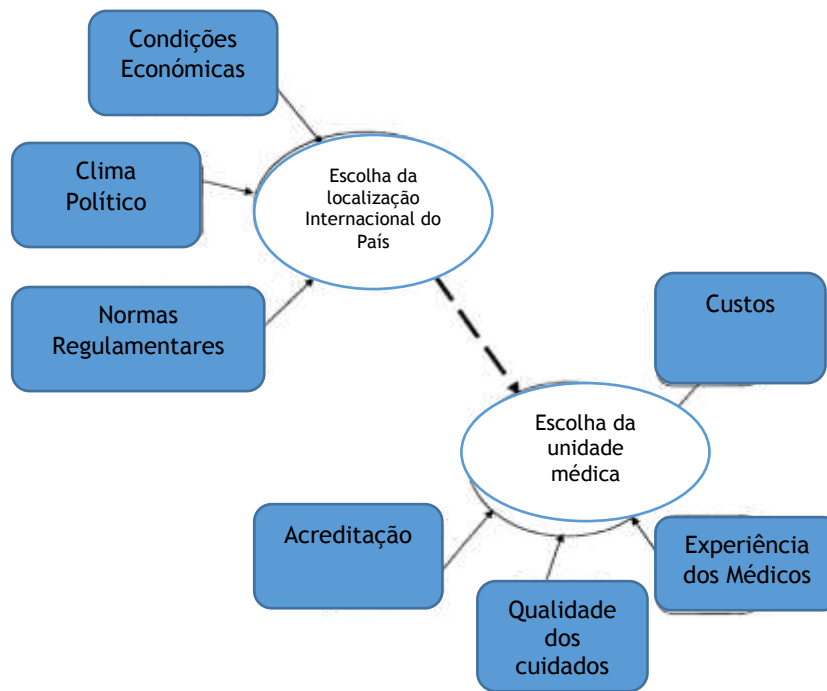 Condições
Económicas
Clima
Político
Escolha da
localização
Internacional do
País
Normas
Regulamentares
Custos
Escolha da
unidade
médica
Acreditação
Experiência
dos Médicos
Qualidade
dos
cuidados